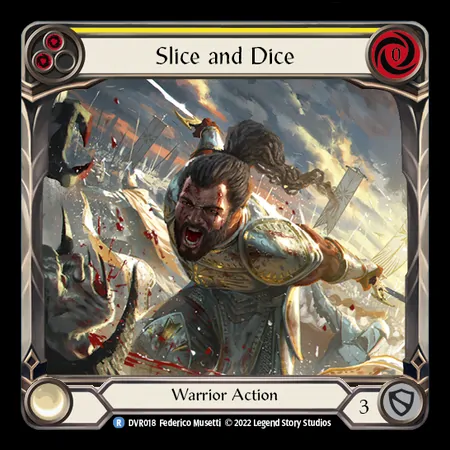 Slice and Dice
0
Warrior Action
3
R DVR018 Federico Musetti © 2022 Legend Story Studios